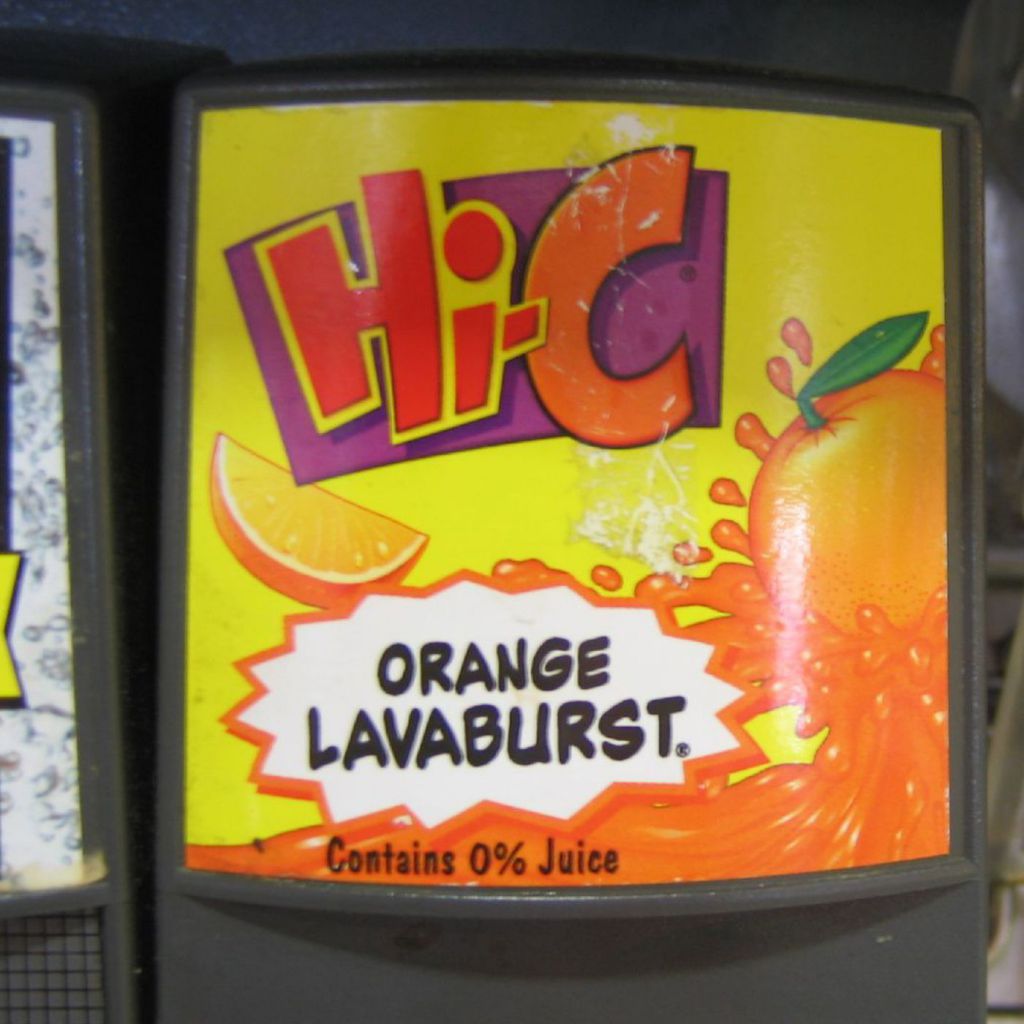 Hi-C®
ORANGE
LAVABURST®
Contains 0% Juice